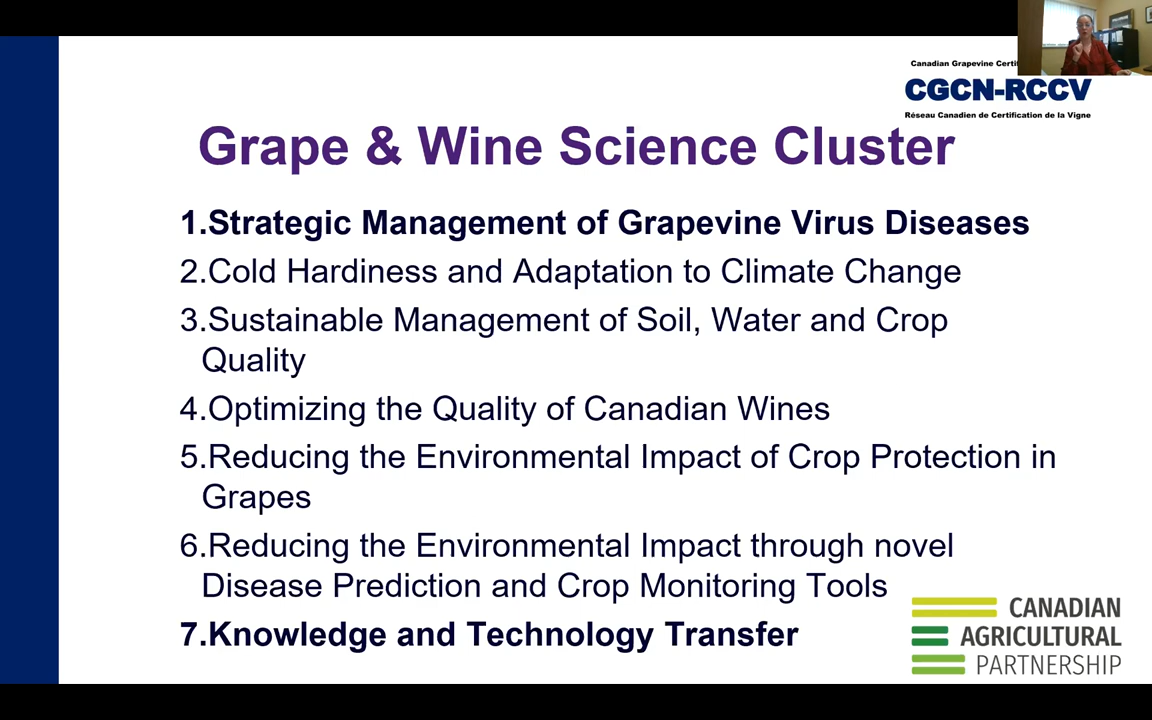 Canadian Grapevine Certi
CGCN-RCCV
Réseau Canadien de Certification de la Vigne
Grape & Wine Science Cluster
1.Strategic Management of Grapevine Virus Diseases
2.Cold Hardiness and Adaptation to Climate Change
3.Sustainable Management of Soil, Water and Crop
Quality
4.Optimizing the Quality of Canadian Wines
5.Reducing the Environmental Impact of Crop Protection in
Grapes
6.Reducing the Environmental Impact through novel
Disease Prediction and Crop Monitoring Tools
7.Knowledge and Technology Transfer
CANADIAN
AGRICULTURAL
PARTNERSHIP